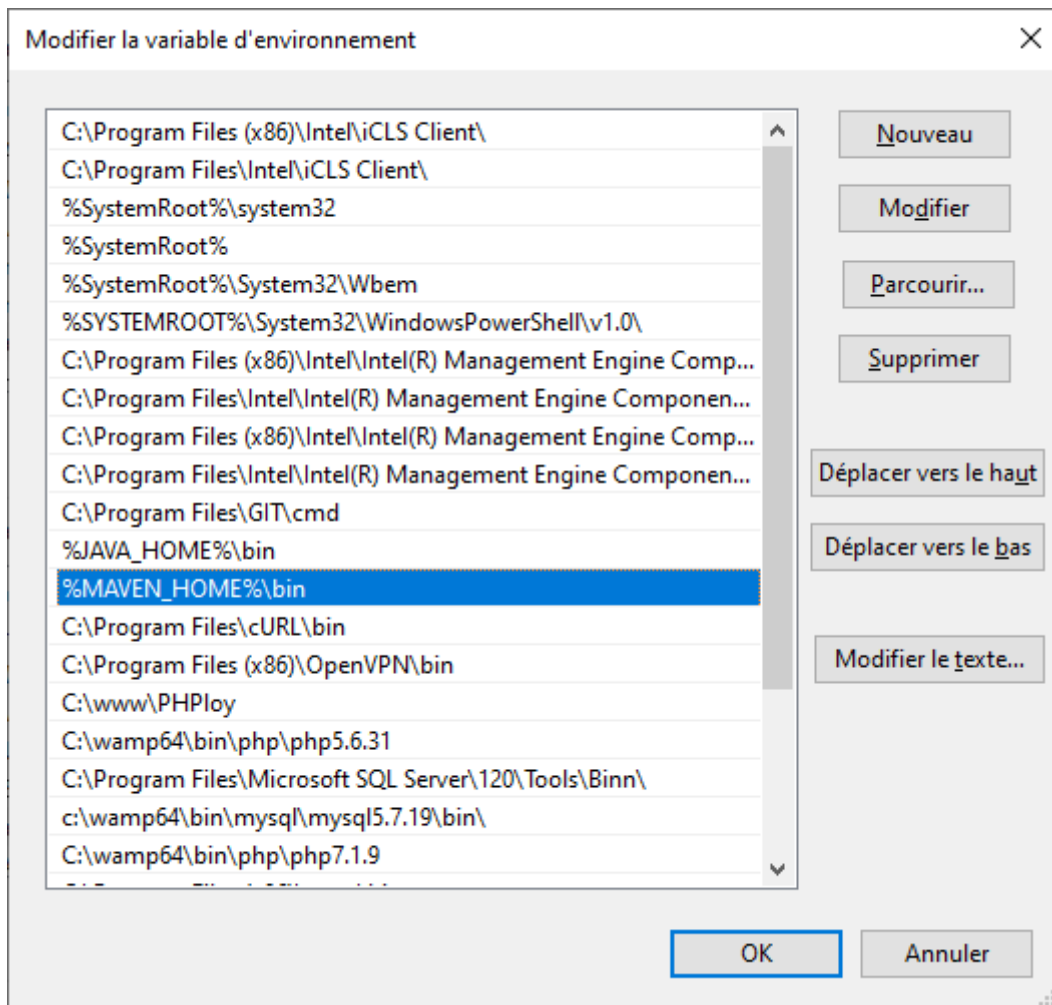 Modifier la variable d'environnement
C:\Program Files (x86)\Intel\iCLS Client\
C:\Program Files\Intel\iCLS Client\
%SystemRoot%\system32
%SystemRoot%
%SystemRoot%\System32\Wbem
%SYSTEMROOT%\System32\WindowsPowerShell\v1.0\
C:\Program Files (x86)\Intel\Intel(R) Management Engine Comp...
C:\Program Files\Intel\Intel(R) Management Engine Componen...
C:\Program Files (x86)\Intel\Intel(R) Management Engine Comp...
C:\Program Files\Intel\Intel(R) Management Engine Componen...
C:\Program Files\GIT\cmd
%JAVA_HOME%\bin
%MAVEN_HOME%\bin
C:\Program Files\cURL\bin
C:\Program Files (x86)\OpenVPN\bin
C:\www\PHPloy
C:\wamp64\bin\php\php5.6.31
C:\Program Files\Microsoft SQL Server\120\Tools\Binn\
c:\wamp64\bin\mysql\mysql5.7.19\bin\
C:\wamp64\bin\php\php7.1.9
Nouveau
Modifier
Parcourir...
Supprimer
Déplacer vers le haut
Déplacer vers le bas
Modifier le texte...
OK
Annuler